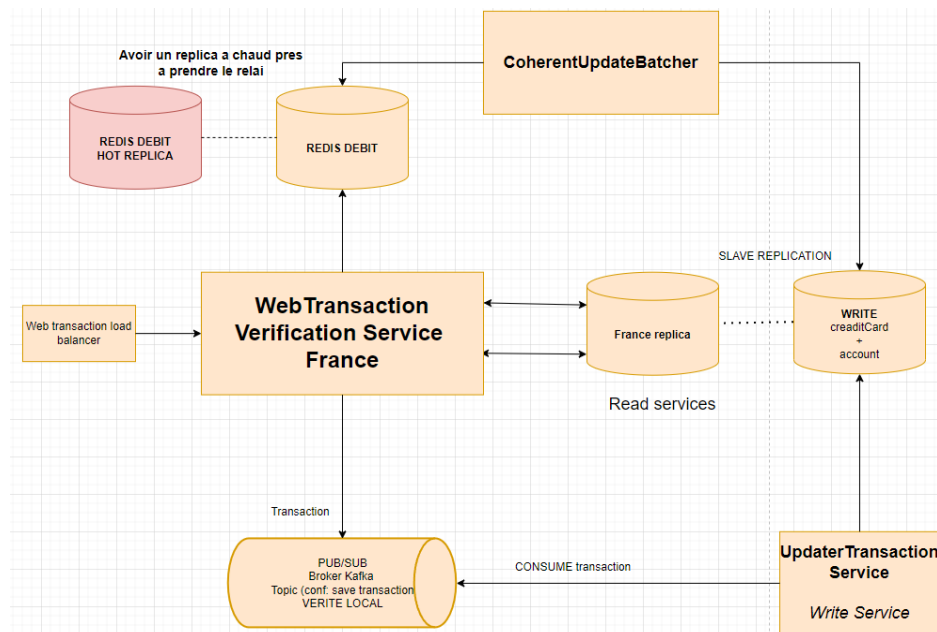 Avoir un replica a chaud pres
a prendre le relai
CoherentUpdateBatcher
REDIS DEBIT
HOT REPLICA
REDIS DEBIT
SLAVE REPLICATION
Web transaction load
balancer
WebTransaction
Verification Service
France
France replica
WRITE
creaditCard
+
account
Read services
Transaction
PUB/SUB
Broker Kafka
Topic (conf: save transaction
VERITE LOCAL
CONSUME transaction
UpdaterTransaction
Service
Write Service